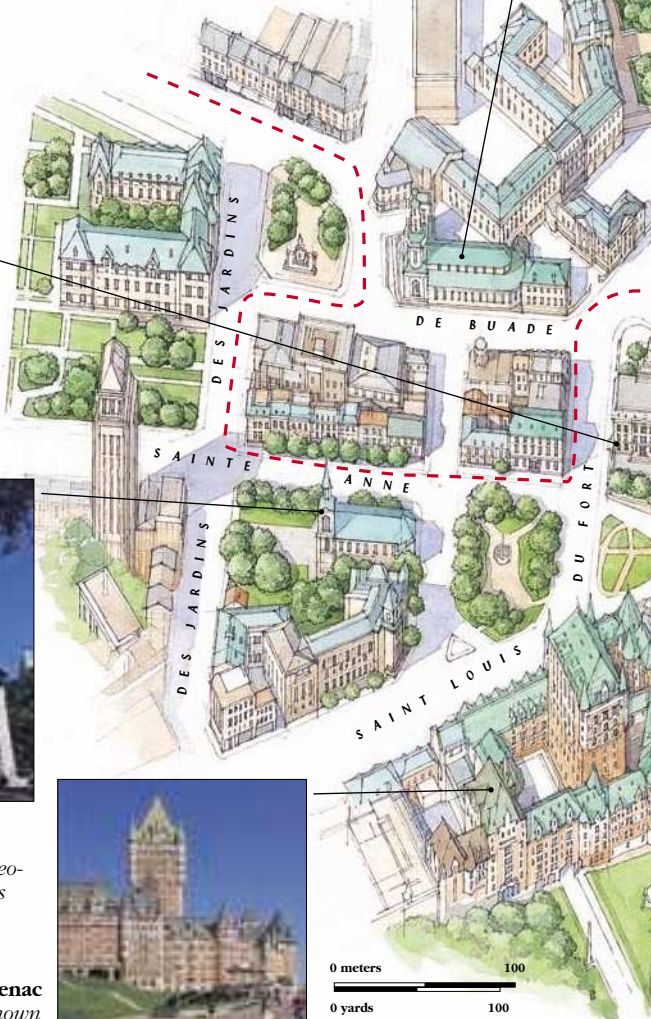 DES JARDINS
DE BUADE
SAINTE ANNE
DU FORT
DES JARDINS
SAINT LOUIS
eo-
s
enac
nown
0 meters 100
0 yards 100